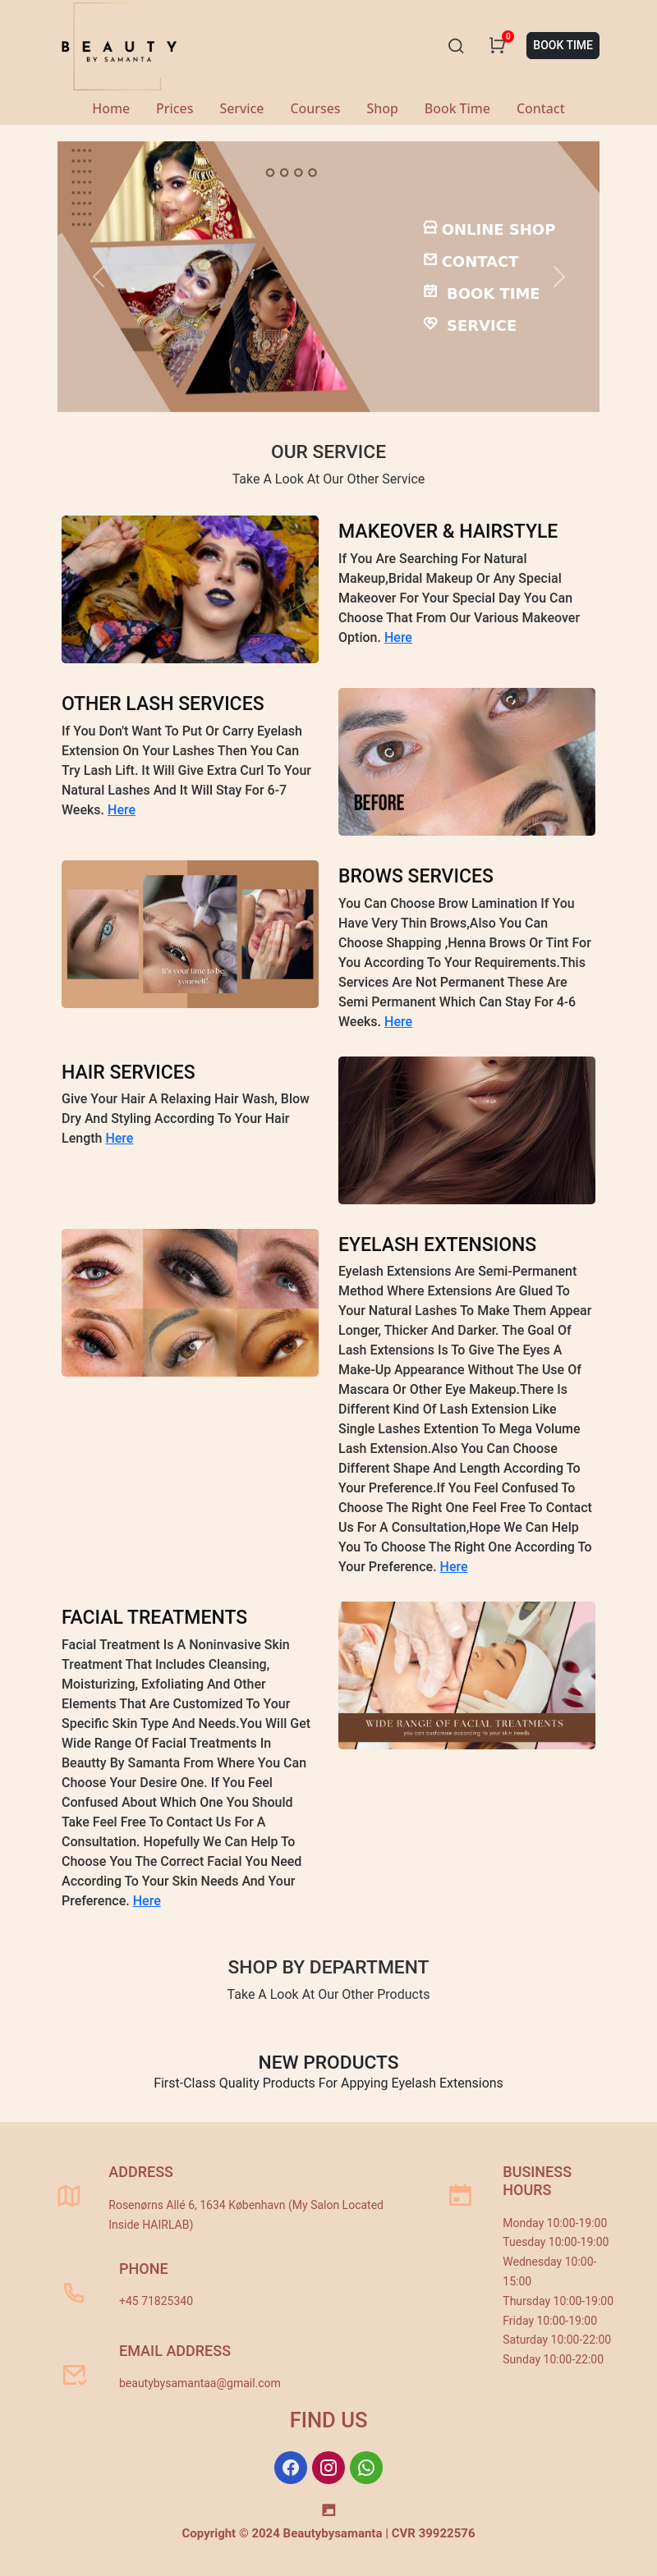 BEAUTY
BY SAMANTA
0
BOOK TIME
Home Prices Service Courses Shop Book Time Contact
ONLINE SHOP
CONTACT
BOOK TIME
SERVICE
OUR SERVICE
Take A Look At Our Other Service
MAKEOVER & HAIRSTYLE
If You Are Searching For Natural
Makeup,Bridal Makeup Or Any Special
Makeover For Your Special Day You Can
Choose That From Our Various Makeover
Option. Here
OTHER LASH SERVICES
If You Don't Want To Put Or Carry Eyelash
Extension On Your Lashes Then You Can
Try Lash Lift. It Will Give Extra Curl To Your
Natural Lashes And It Will Stay For 6-7
Weeks. Here
BEFORE
It's your time to be
yourself!
BROWS SERVICES
You Can Choose Brow Lamination If You
Have Very Thin Brows,Also You Can
Choose Shapping ,Henna Brows Or Tint For
You According To Your Requirements.This
Services Are Not Permanent These Are
Semi Permanent Which Can Stay For 4-6
Weeks. Here
HAIR SERVICES
Give Your Hair A Relaxing Hair Wash, Blow
Dry And Styling According To Your Hair
Length Here
EYELASH EXTENSIONS
Eyelash Extensions Are Semi-Permanent
Method Where Extensions Are Glued To
Your Natural Lashes To Make Them Appear
Longer, Thicker And Darker. The Goal Of
Lash Extensions Is To Give The Eyes A
Make-Up Appearance Without The Use Of
Mascara Or Other Eye Makeup.There Is
Different Kind Of Lash Extension Like
Single Lashes Extention To Mega Volume
Lash Extension.Also You Can Choose
Different Shape And Length According To
Your Preference.If You Feel Confused To
Choose The Right One Feel Free To Contact
Us For A Consultation,Hope We Can Help
You To Choose The Right One According To
Your Preference. Here
FACIAL TREATMENTS
Facial Treatment Is A Noninvasive Skin
Treatment That Includes Cleansing,
Moisturizing, Exfoliating And Other
Elements That Are Customized To Your
Specific Skin Type And Needs.You Will Get
Wide Range Of Facial Treatments In
Beautty By Samanta From Where You Can
Choose Your Desire One. If You Feel
Confused About Which One You Should
Take Feel Free To Contact Us For A
Consultation. Hopefully We Can Help To
Choose You The Correct Facial You Need
According To Your Skin Needs And Your
Preference. Here
WIDE RANGE OF FACIAL TREATMENTS
you can customise according to your skin needs
SHOP BY DEPARTMENT
Take A Look At Our Other Products
NEW PRODUCTS
First-Class Quality Products For Appying Eyelash Extensions
ADDRESS
Rosenørns Allé 6, 1634 København (My Salon Located
Inside HAIRLAB)
PHONE
+45 71825340
EMAIL ADDRESS
beautybysamantaa@gmail.com
BUSINESS
HOURS
Monday 10:00-19:00
Tuesday 10:00-19:00
Wednesday 10:00-
15:00
Thursday 10:00-19:00
Friday 10:00-19:00
Saturday 10:00-22:00
Sunday 10:00-22:00
FIND US
Copyright © 2024 Beautybysamanta | CVR 39922576